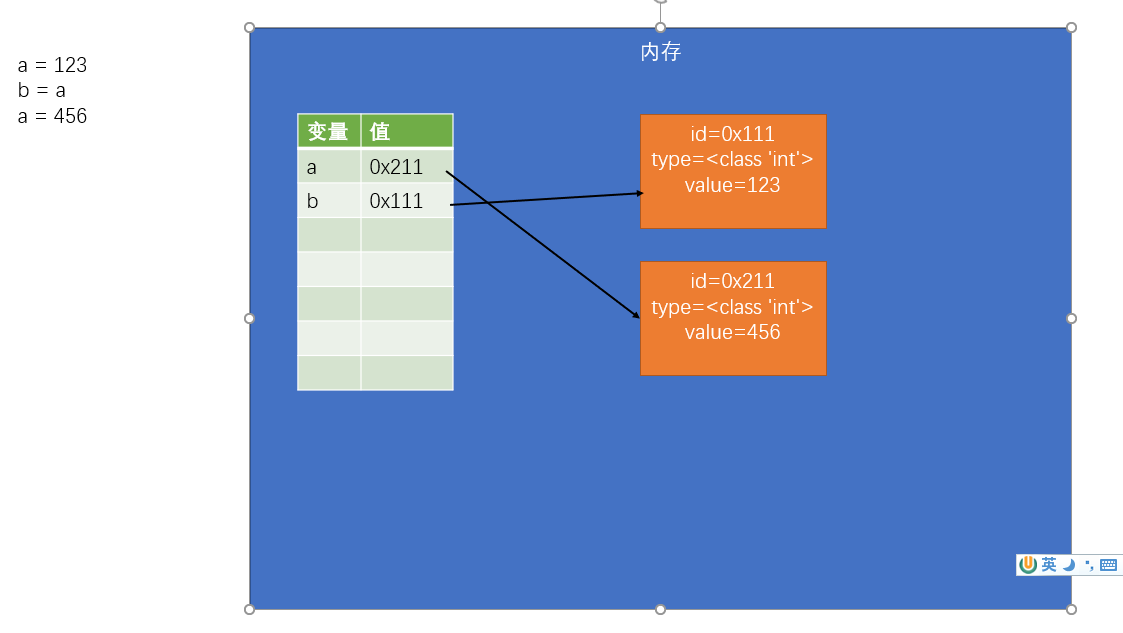 a = 123
b = a
a = 456
内存
变量 值
a 0x211
b 0x111
id=0x111
type=<class 'int'>
value=123
id=0x211
type=<class 'int'>
value=456
英